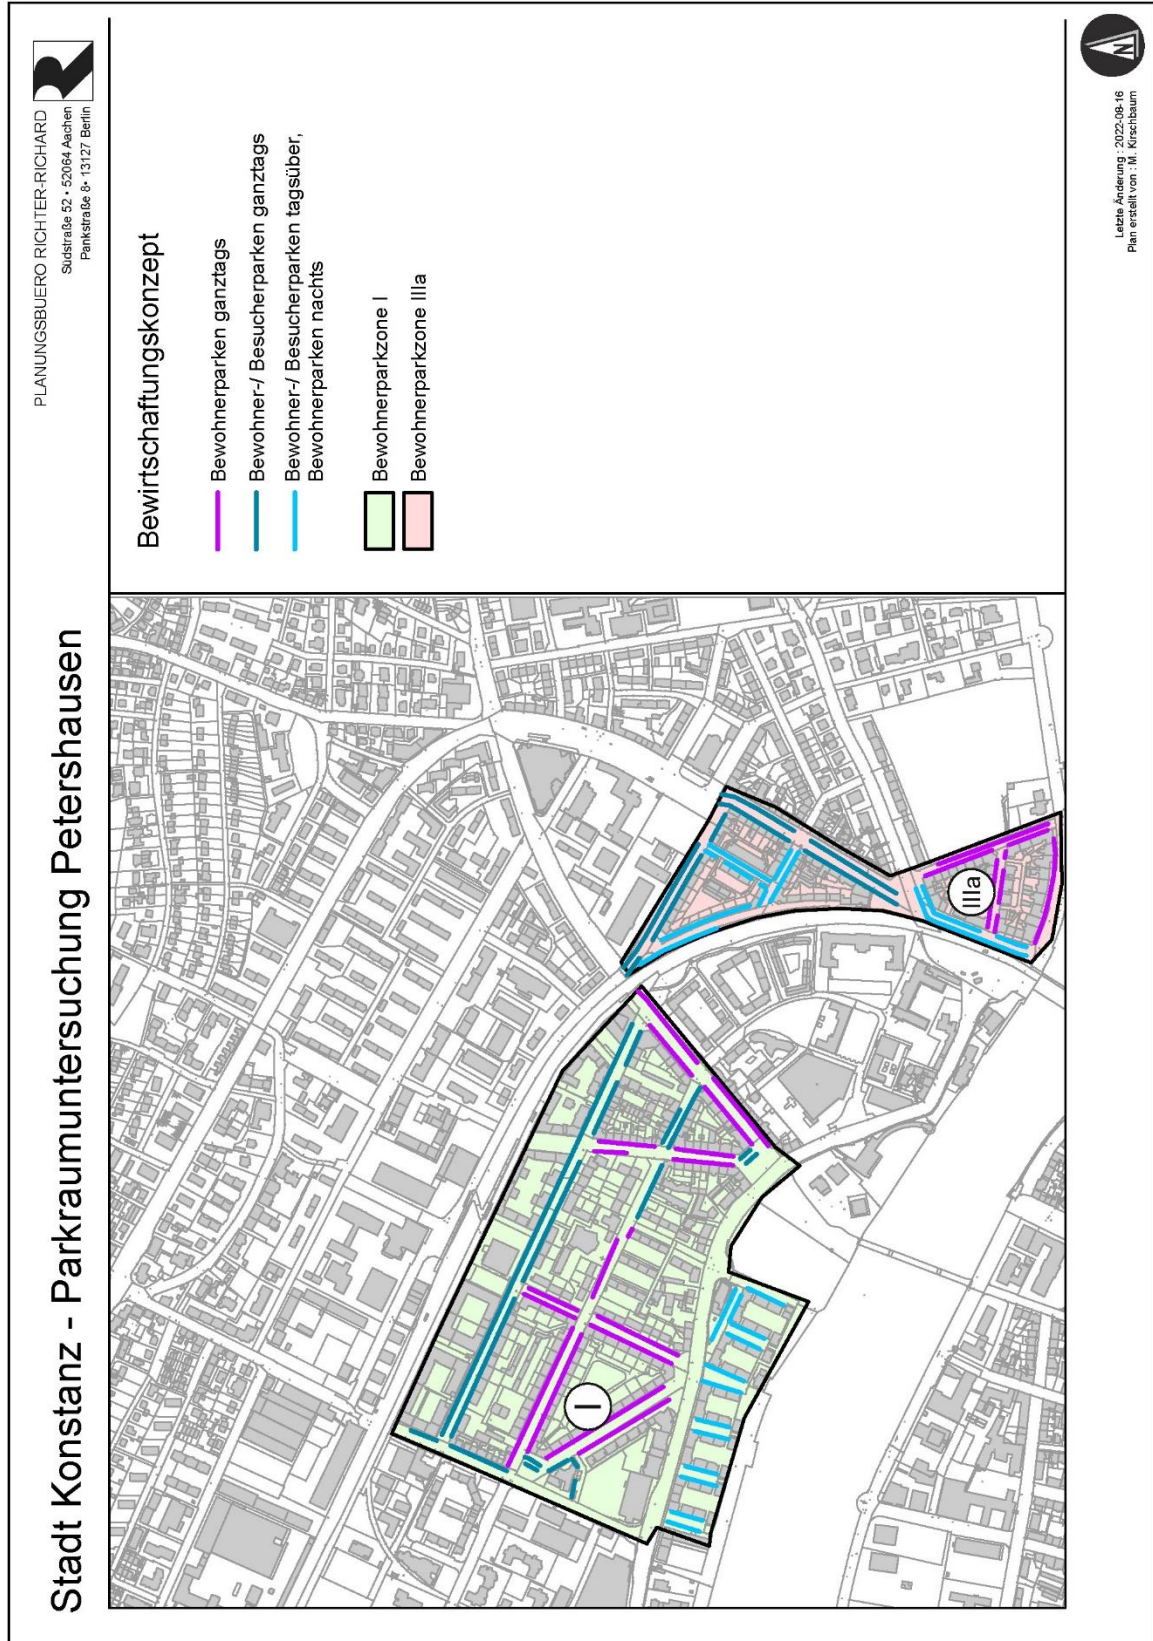 Stadt Konstanz - Parkraumuntersuchung Petershausen
PLANUNGSBUERO RICHTER-RICHARD
Südstraße 52 • 52064 Aachen
Pankstraße 8 • 13127 Berlin
Bewirtschaftungskonzept
Bewohnerparken ganztags
Bewohner-/ Besucherparken ganztags
Bewohner-/ Besucherparken tagsüber,
Bewohnerparken nachts
Bewohnerparkzone I
Bewohnerparkzone IIIa
I
IIIa
N
Letzte Änderung : 2022-08-16
Plan erstellt von : M. Kirschbaum